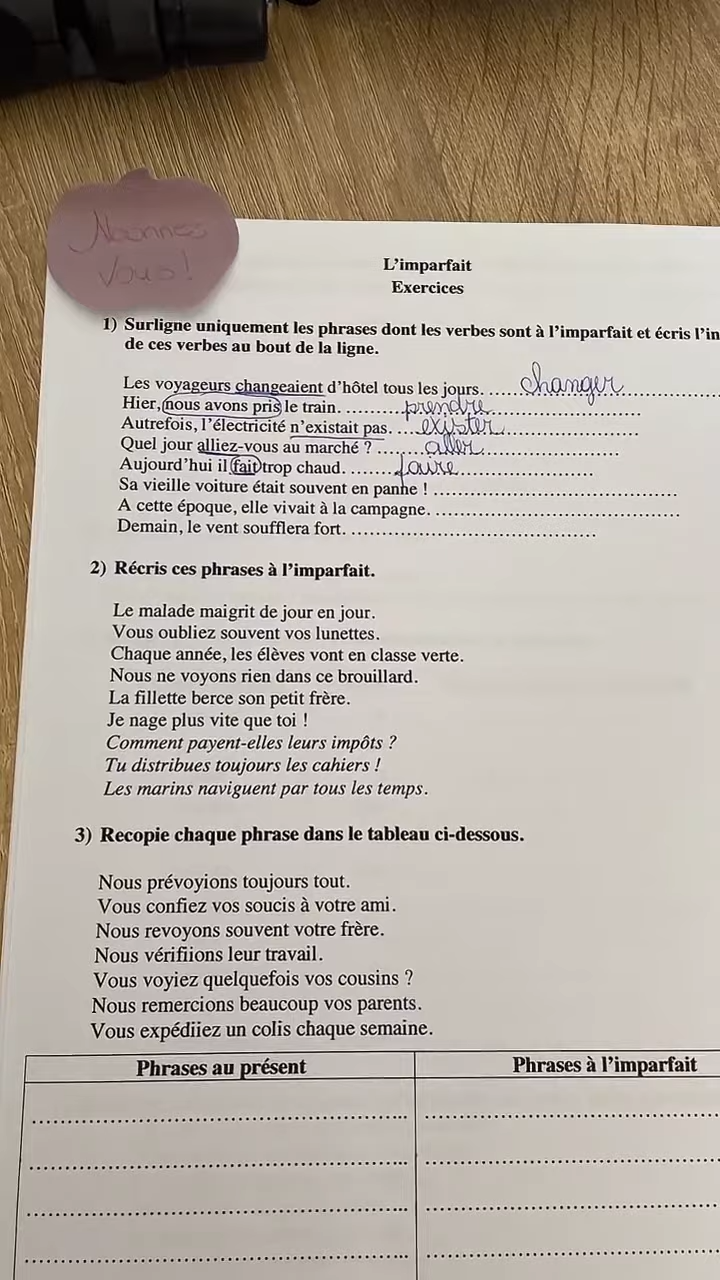 Abonnes
Vous!
L'imparfait
Exercices
1) Surligne uniquement les phrases dont les verbes sont à l'imparfait et écris l'in
de ces verbes au bout de la ligne.
Les voyageurs changeaient d'hôtel tous les jours. changer
Hier, nous avons pris le train. prendre
Autrefois, l'électricité n'existait pas. exister
Quel jour alliez-vous au marché ? aller
Aujourd'hui il fait trop chaud. faire
Sa vieille voiture était souvent en panne !
A cette époque, elle vivait à la campagne.
Demain, le vent soufflera fort.
2) Récris ces phrases à l'imparfait.
Le malade maigrit de jour en jour.
Vous oubliez souvent vos lunettes.
Chaque année, les élèves vont en classe verte.
Nous ne voyons rien dans ce brouillard.
La fillette berce son petit frère.
Je nage plus vite que toi !
Comment payent-elles leurs impôts ?
Tu distribues toujours les cahiers !
Les marins naviguent par tous les temps.
3) Recopie chaque phrase dans le tableau ci-dessous.
Nous prévoyions toujours tout.
Vous confiez vos soucis à votre ami.
Nous revoyons souvent votre frère.
Nous vérifiions leur travail.
Vous voyiez quelquefois vos cousins ?
Nous remercions beaucoup vos parents.
Vous expédiiez un colis chaque semaine.
Phrases au présent Phrases à l'imparfait